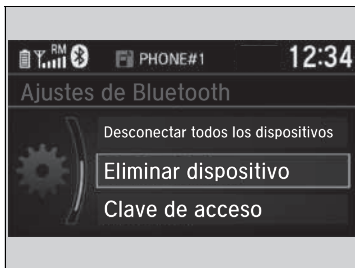 RM PHONE#1 12:34
Ajustes de Bluetooth
Desconectar todos los dispositivos
Eliminar dispositivo
Clave de acceso